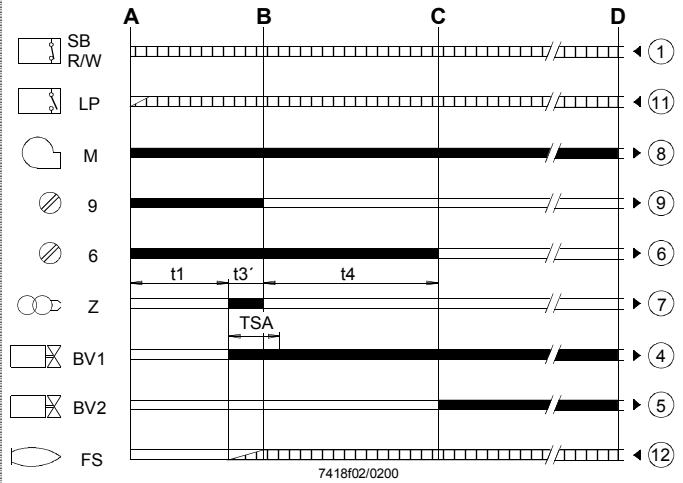 A B C D
SB
R/W 1
LP 11
M 8
9 9
6 6
t1 t3´ t4
Z 7
TSA
BV1 4
BV2 5
FS 12
7418f02/0200